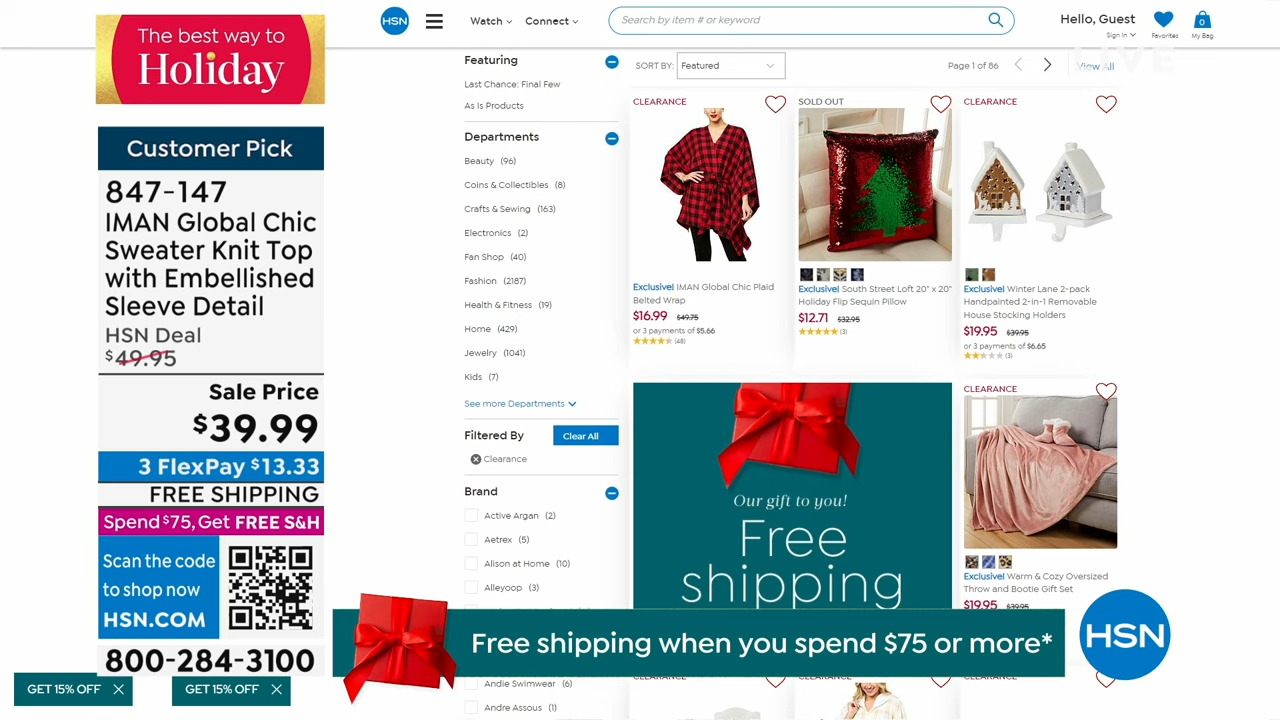 The best way to
Holiday
Customer Pick
847-147
IMAN Global Chic
Sweater Knit Top
with Embellished
Sleeve Detail
HSN Deal
$49.95
Sale Price
$39.99
3 FlexPay $13.33
FREE SHIPPING
Spend $75, Get FREE S&H
Scan the code
to shop now
HSN.COM
800-284-3100
GET 15% OFF
GET 15% OFF
HSN
Watch
Connect
Search by item # or keyword
Hello, Guest
Sign In
Favorites
0
My Bag
LIVE
Featuring
Last Chance: Final Few
As Is Products
Departments
Beauty (96)
Coins & Collectibles (8)
Crafts & Sewing (163)
Electronics (2)
Fan Shop (40)
Fashion (2187)
Health & Fitness (19)
Home (429)
Jewelry (1041)
Kids (7)
See more Departments
Filtered By
Clear All
Clearance
Brand
Active Argan (2)
Aetrex (5)
Alison at Home (10)
Alleyoop (3)
Andie Swimwear (6)
Andre Assous (1)
SORT BY:
Featured
Page 1 of 86
View All
CLEARANCE
Exclusive! IMAN Global Chic Plaid
Belted Wrap
$16.99 $49.75
or 3 payments of $5.66
(48)
SOLD OUT
Exclusive! South Street Loft 20" x 20"
Holiday Flip Sequin Pillow
$12.71 $32.95
(3)
CLEARANCE
Exclusive! Winter Lane 2-pack
Handpainted 2-in-1 Removable
House Stocking Holders
$19.95 $39.95
or 3 payments of $6.65
(3)
Our gift to you!
Free
shipping
CLEARANCE
Exclusive! Warm & Cozy Oversized
Throw and Bootie Gift Set
$19.95 $39.95
Free shipping when you spend $75 or more*
HSN